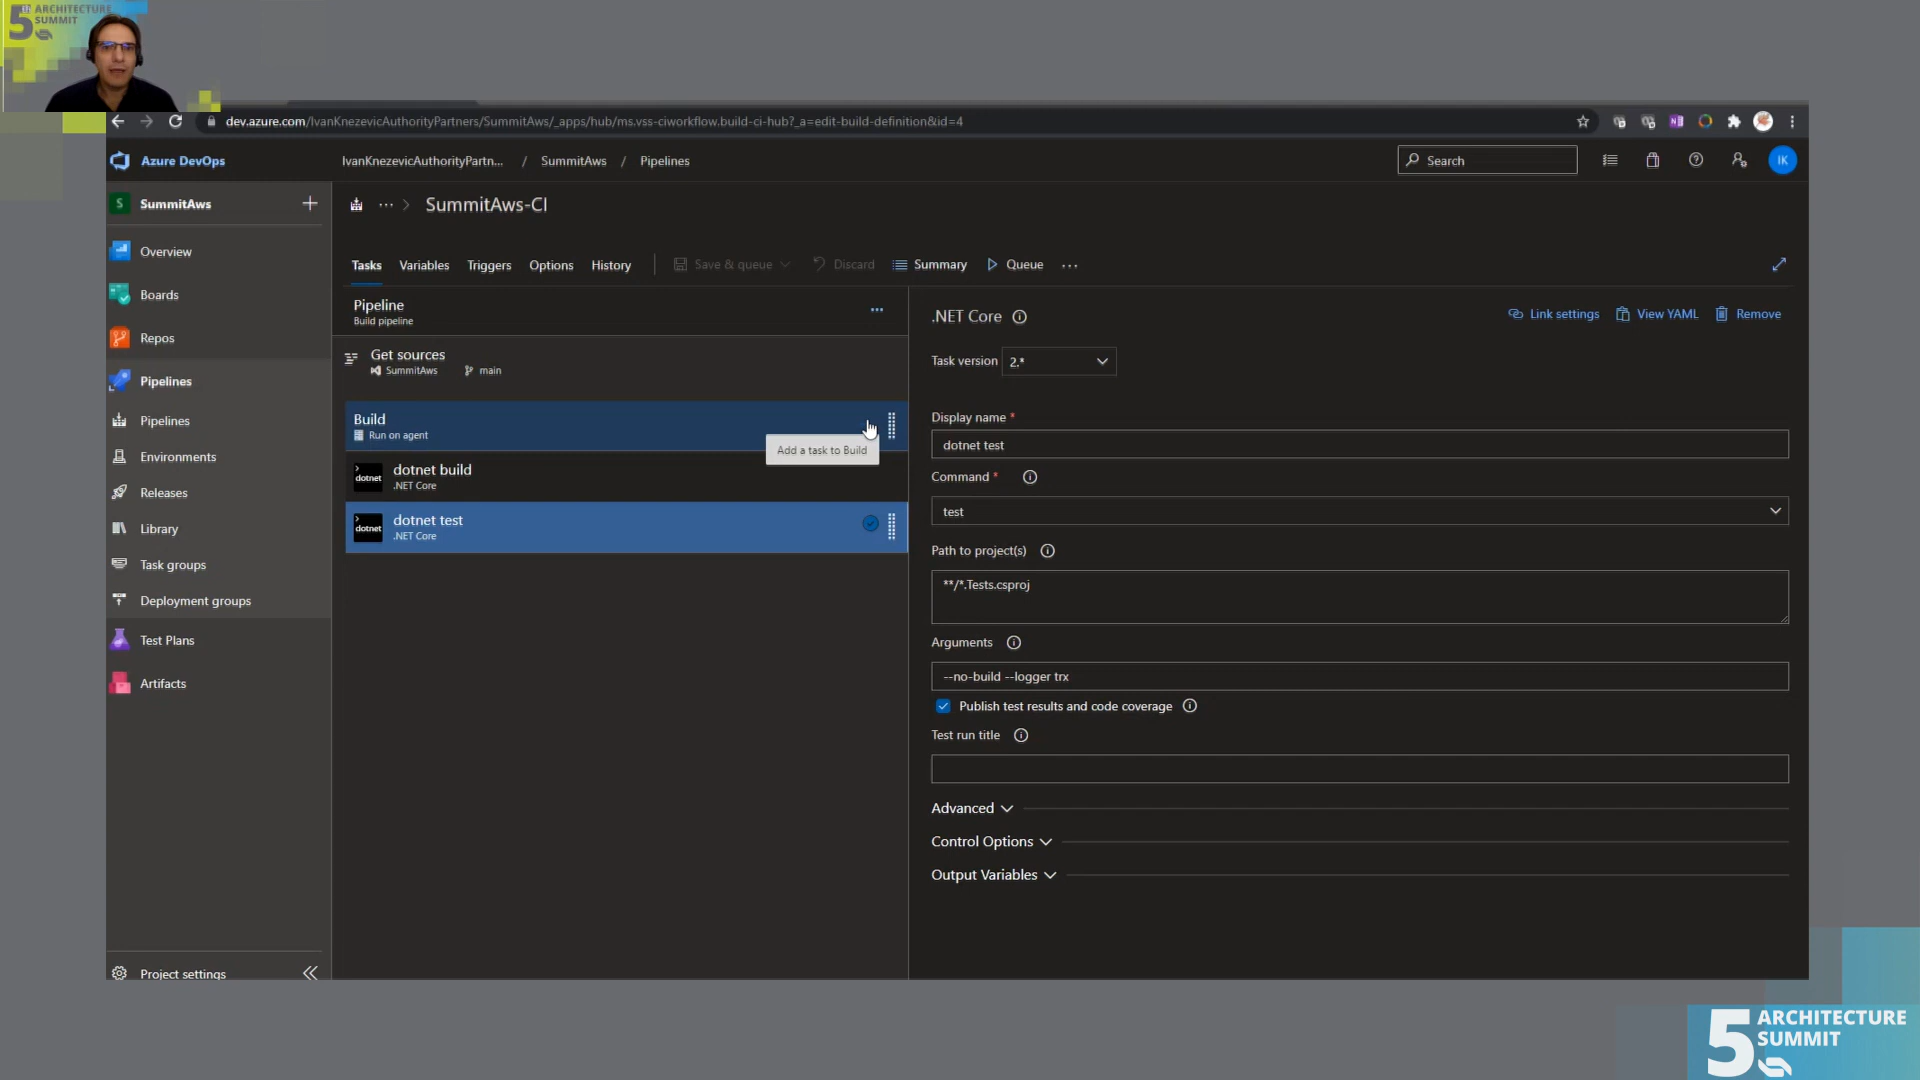 5th ARCHITECTURE
SUMMIT
dev.azure.com/IvanKnezevicAuthorityPartners/SummitAws/_apps/hub/ms.vss-ciworkflow.build-ci-hub?_a=edit-build-definition&id=4
Azure DevOps
IvanKnezevicAuthorityPartn... / SummitAws / Pipelines
Search
IK
S SummitAws
SummitAws-CI
Overview
Boards
Repos
Pipelines
Pipelines
Environments
Releases
Library
Task groups
Deployment groups
Test Plans
Artifacts
Project settings
Tasks Variables Triggers Options History Save & queue Discard Summary Queue ...
Pipeline
Build pipeline
Get sources
SummitAws main
Build
Run on agent
Add a task to Build
dotnet dotnet build
.NET Core
dotnet dotnet test
.NET Core
.NET Core
Link settings View YAML Remove
Task version 2.*
Display name *
dotnet test
Command *
test
Path to project(s)
**/*.Tests.csproj
Arguments
--no-build --logger trx
Publish test results and code coverage
Test run title
Advanced
Control Options
Output Variables
5 ARCHITECTURE
SUMMIT